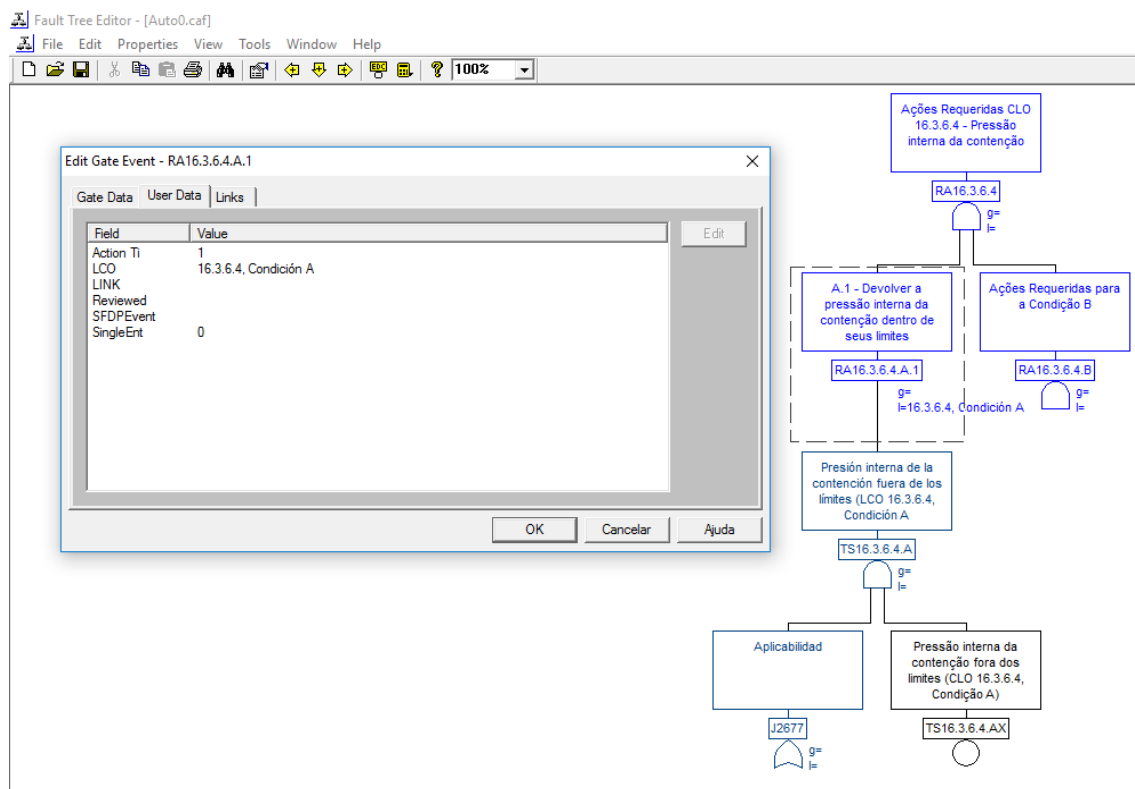 Fault Tree Editor - [Auto0.caf]
File Edit Properties View Tools Window Help
EDC
100%
Edit Gate Event - RA16.3.6.4.A.1
Gate Data User Data Links
Field Value
Action Ti 1
LCO 16.3.6.4, Condición A
LINK
Reviewed
SFDPEvent
SingleEnt 0
Edit
OK Cancelar Ajuda
Ações Requeridas CLO
16.3.6.4 - Pressão
interna da contenção
RA16.3.6.4
g=
l=
A.1 - Devolver a
pressão interna da
contenção dentro de
seus limites
RA16.3.6.4.A.1
g=
l=16.3.6.4, Condición A
Ações Requeridas para
a Condição B
RA16.3.6.4.B
g=
l=
Presión interna de la
contención fuera de los
límites (LCO 16.3.6.4,
Condición A
TS16.3.6.4.A
g=
l=
Aplicabilidad
J2677
g=
l=
Pressão interna da
contenção fora dos
limites (CLO 16.3.6.4,
Condição A)
TS16.3.6.4.AX